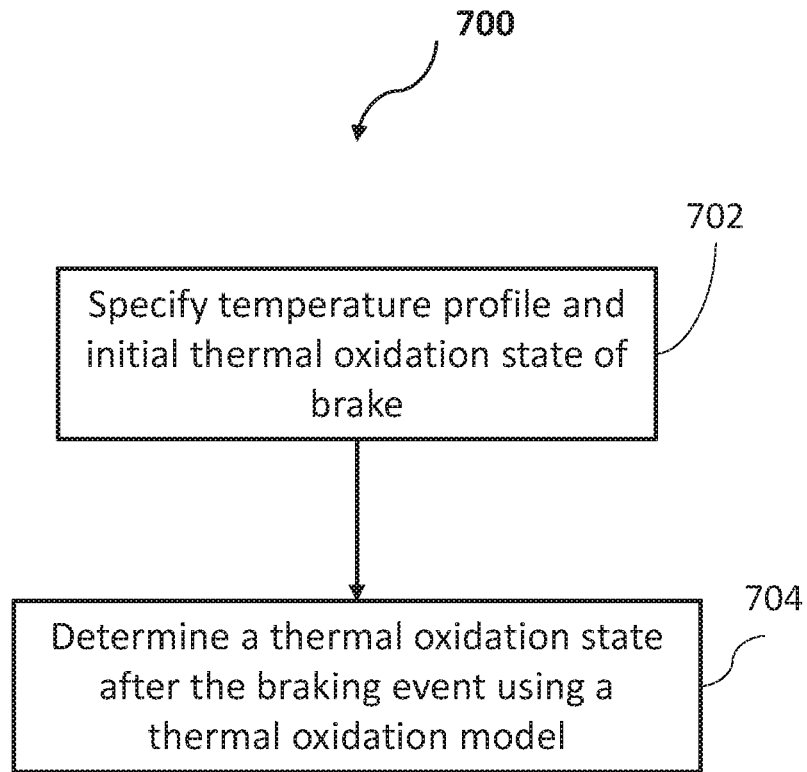 700
702
Specify temperature profile and
initial thermal oxidation state of
brake
704
Determine a thermal oxidation state
after the braking event using a
thermal oxidation model